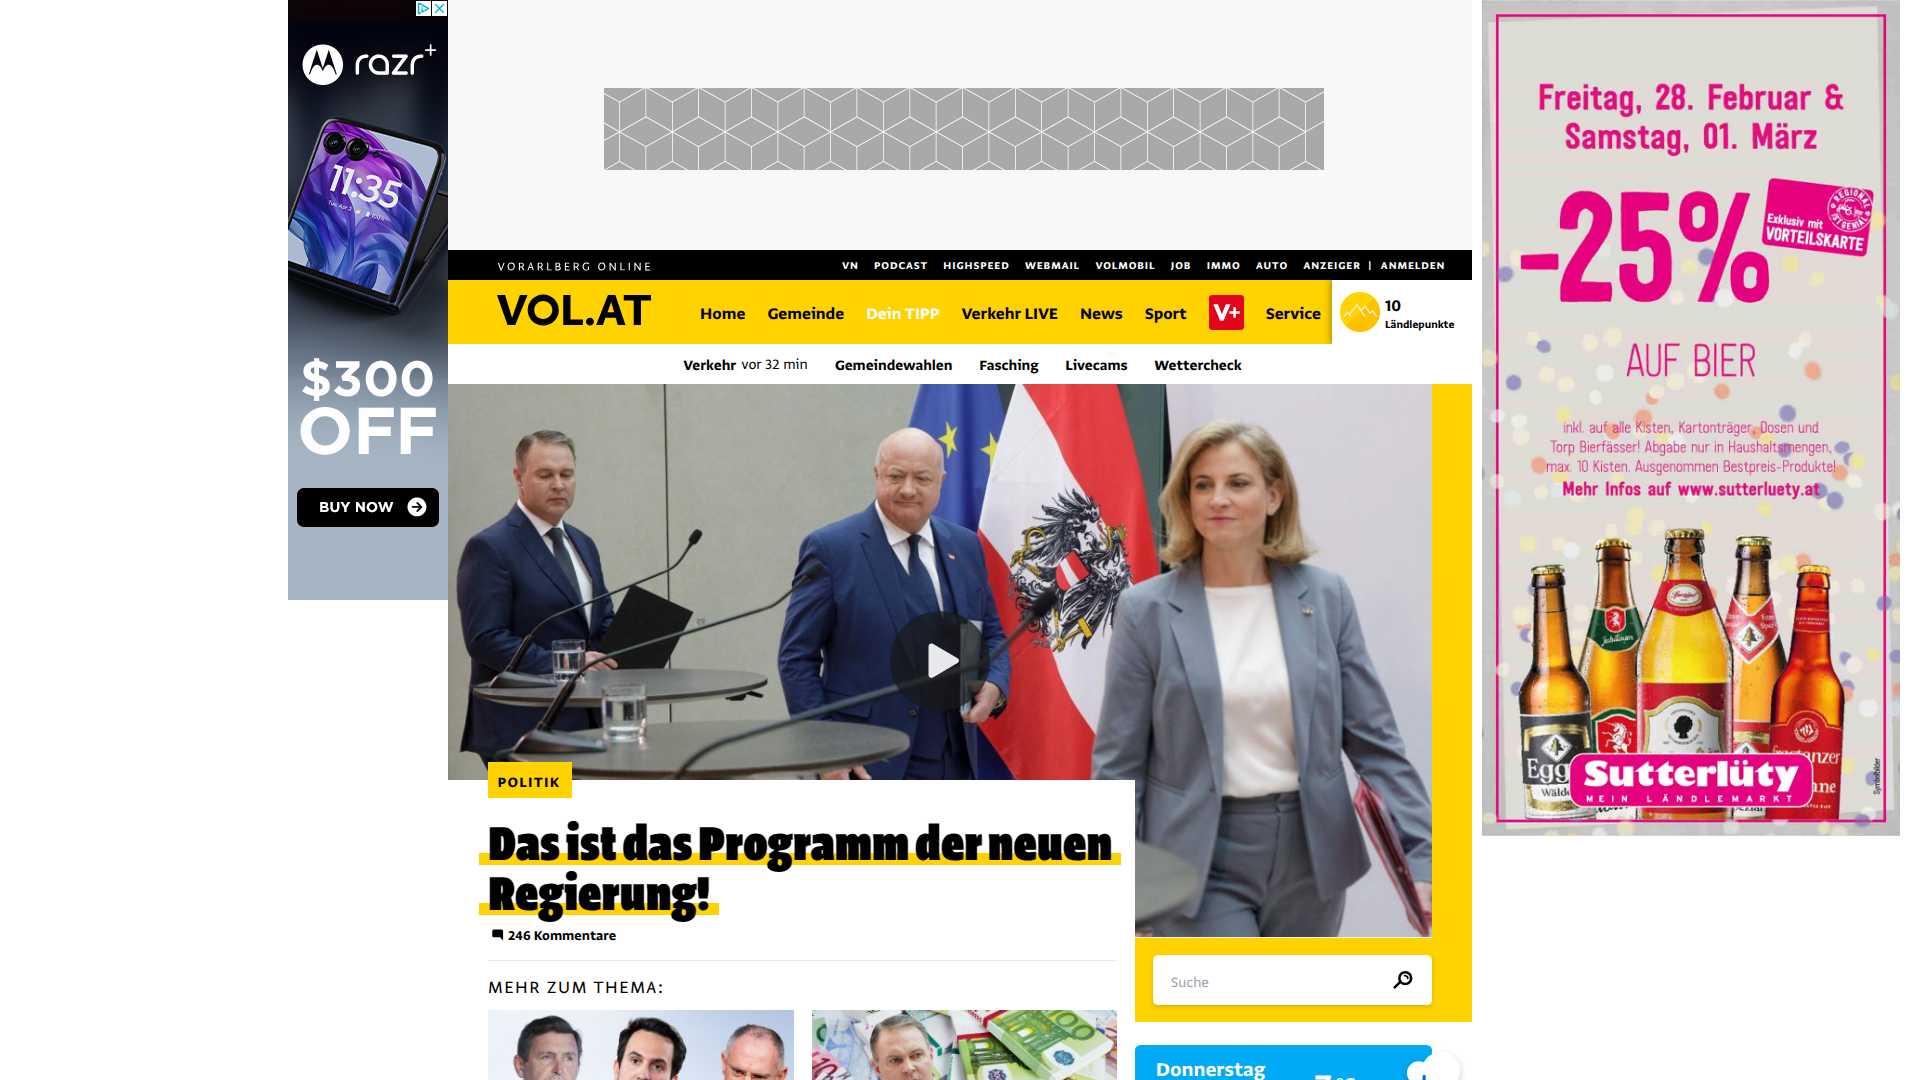 razr+
11:35
$300
OFF
BUY NOW
VORARLBERG ONLINE
VN PODCAST HIGHSPEED WEBMAIL VOLMOBIL JOB IMMO AUTO ANZEIGER | ANMELDEN
VOL.AT
Home Gemeinde Dein TIPP Verkehr LIVE News Sport V+ Service
10
Ländlepunkte
Verkehr vor 32 min Gemeindewahlen Fasching Livecams Wettercheck
POLITIK
Das ist das Programm der neuen
Regierung!
246 Kommentare
MEHR ZUM THEMA:
Suche
Donnerstag
Freitag, 28. Februar &
Samstag, 01. März
-25%
REGIONAL
IST GENIAL
Exklusiv mit
VORTEILSKARTE
AUF BIER
inkl. auf alle Kisten, Kartonträger, Dosen und
Torp Bierfässer! Abgabe nur in Haushaltsmengen,
max. 10 Kisten. Ausgenommen Bestpreis-Produkte!
Mehr Infos auf www.sutterluety.at
Sutterlüty
MEIN LÄNDLEMARKT
Symbolbilder